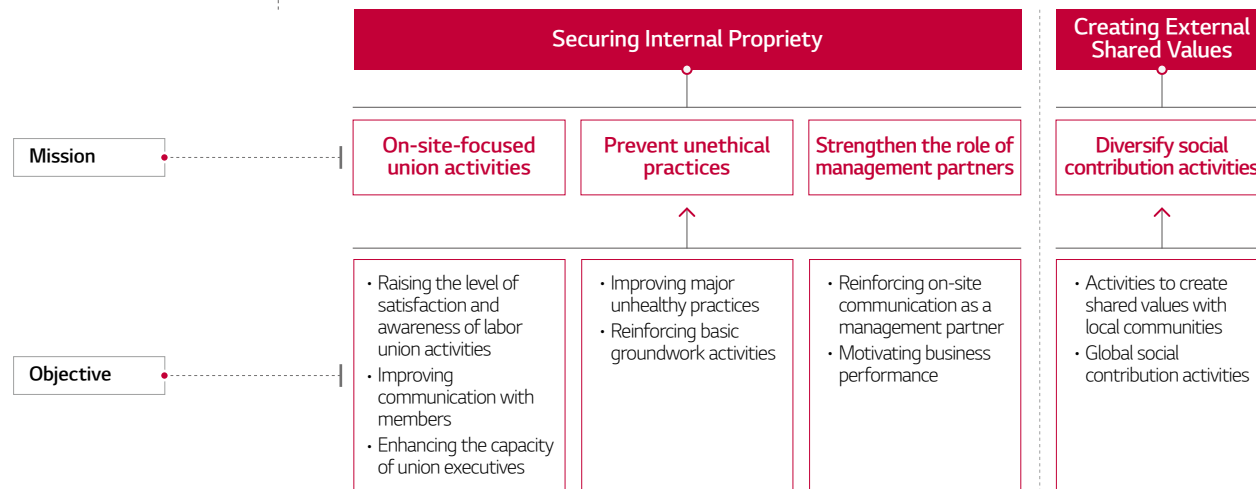 Securing Internal Propriety
Creating External
Shared Values
Mission
On-site-focused
union activities
Prevent unethical
practices
Strengthen the role of
management partners
Diversify social
contribution activities
Objective
· Raising the level of
satisfaction and
awareness of labor
union activities
· Improving
communication with
members
· Enhancing the capacity
of union executives
· Improving major
unhealthy practices
· Reinforcing basic
groundwork activities
· Reinforcing on-site
communication as a
management partner
· Motivating business
performance
· Activities to create
shared values with
local communities
· Global social
contribution activities